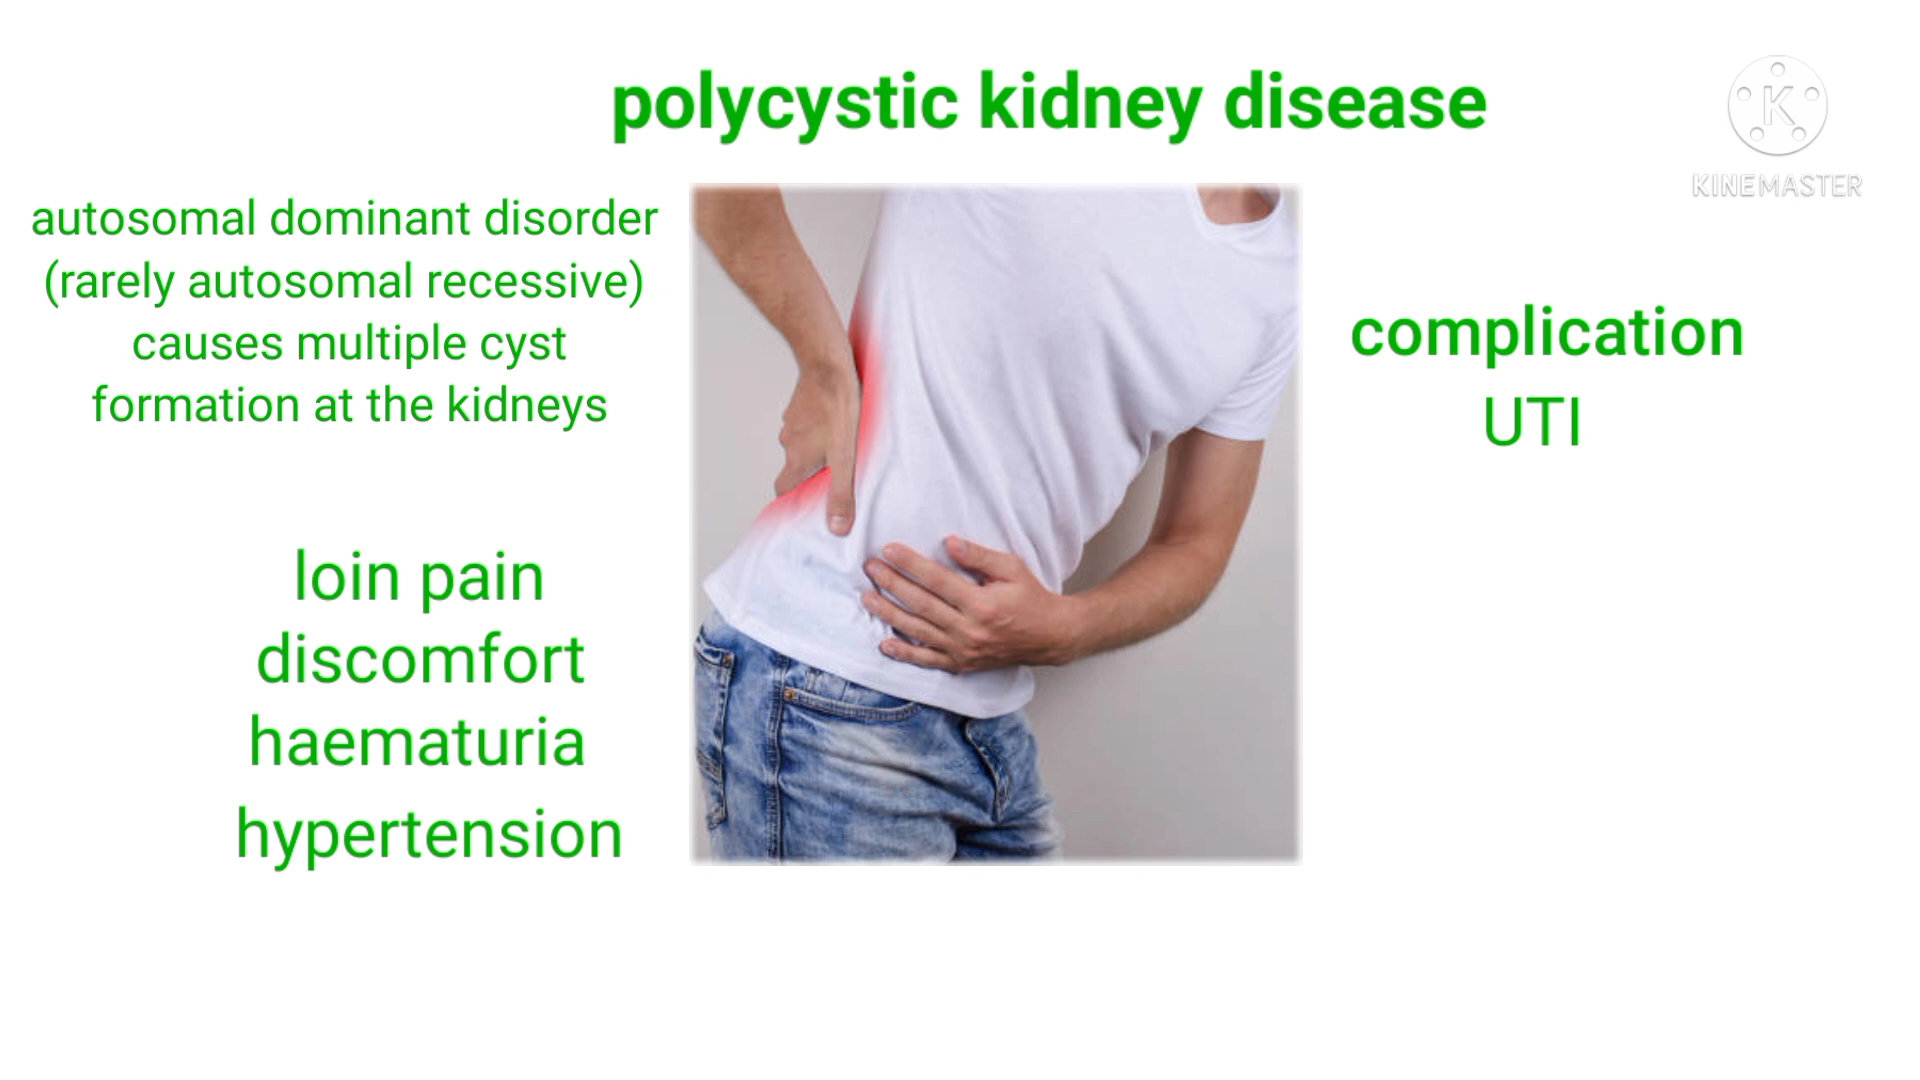 polycystic kidney disease
K
KINEMASTER
autosomal dominant disorder
(rarely autosomal recessive)
causes multiple cyst
formation at the kidneys
loin pain
discomfort
haematuria
hypertension
complication
UTI